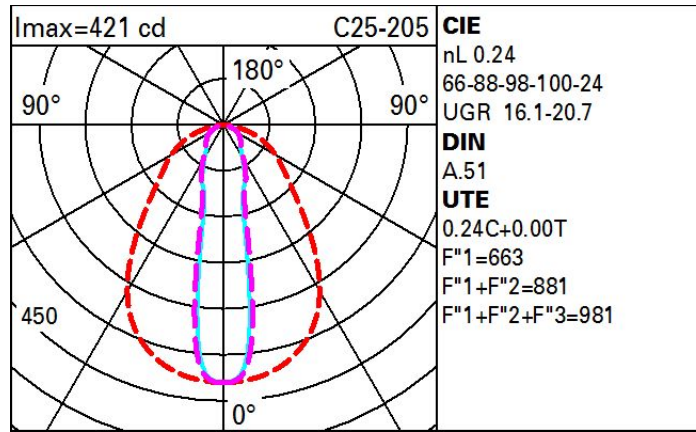 Imax=421 cd C25-205
180°
90° 90°
450
0°
CIE
nL 0.24
66-88-98-100-24
UGR 16.1-20.7
DIN
A.51
UTE
0.24C+0.00T
F"1=663
F"1+F"2=881
F"1+F"2+F"3=981